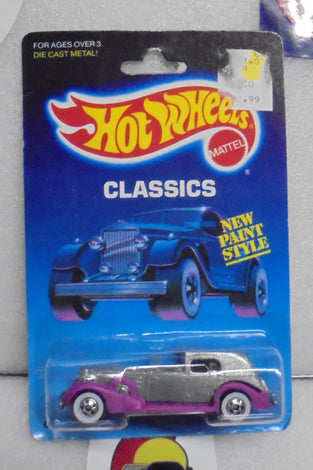 FOR AGES OVER 3.
DIE CAST METAL!
.99
HOT WHEELS
MATTEL
®
CLASSICS
NEW
PAINT
STYLE